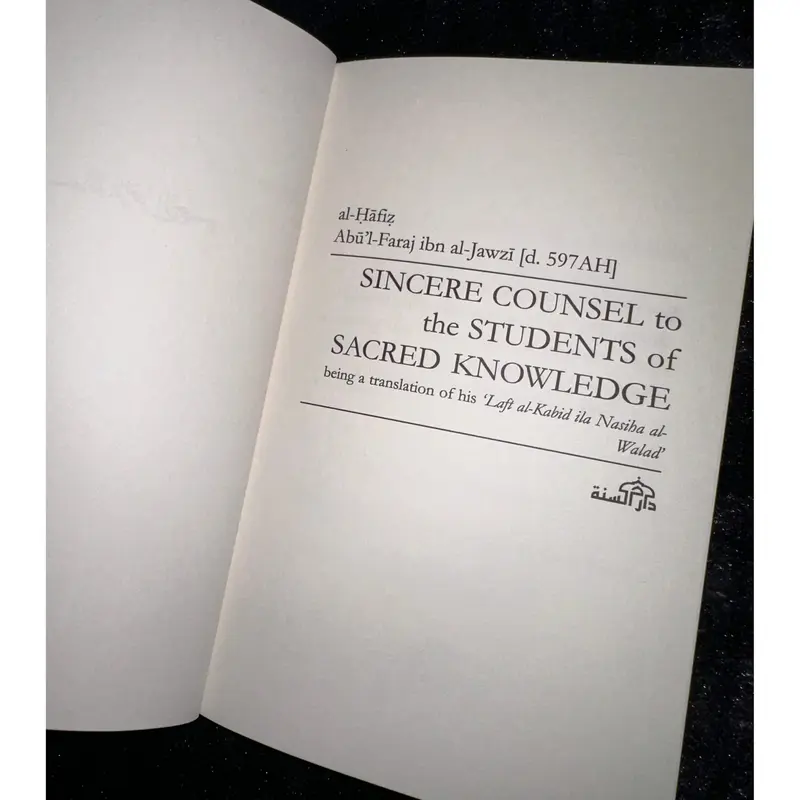 al-Ḥāfiẓ
Abū’l-Faraj ibn al-Jawzī [d. 597AH]
SINCERE COUNSEL to
the STUDENTS of
SACRED KNOWLEDGE
being a translation of his ‘Laft al-Kabid ila Nasiha al-
Walad’
دار السنة